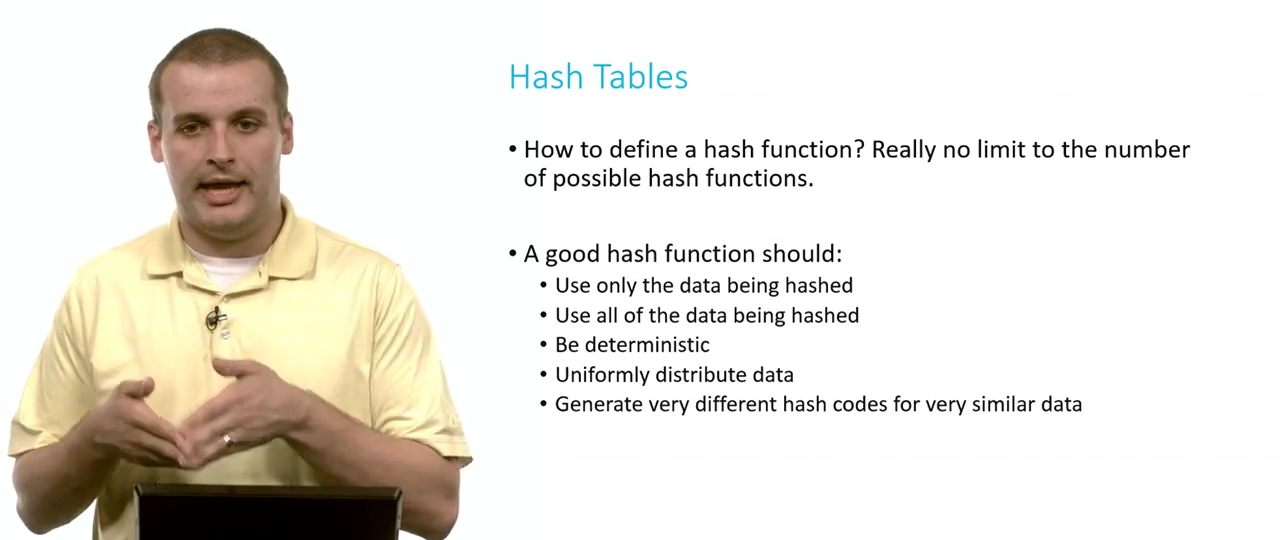 Hash Tables
• How to define a hash function? Really no limit to the number
of possible hash functions.
• A good hash function should:
• Use only the data being hashed
• Use all of the data being hashed
• Be deterministic
• Uniformly distribute data
• Generate very different hash codes for very similar data